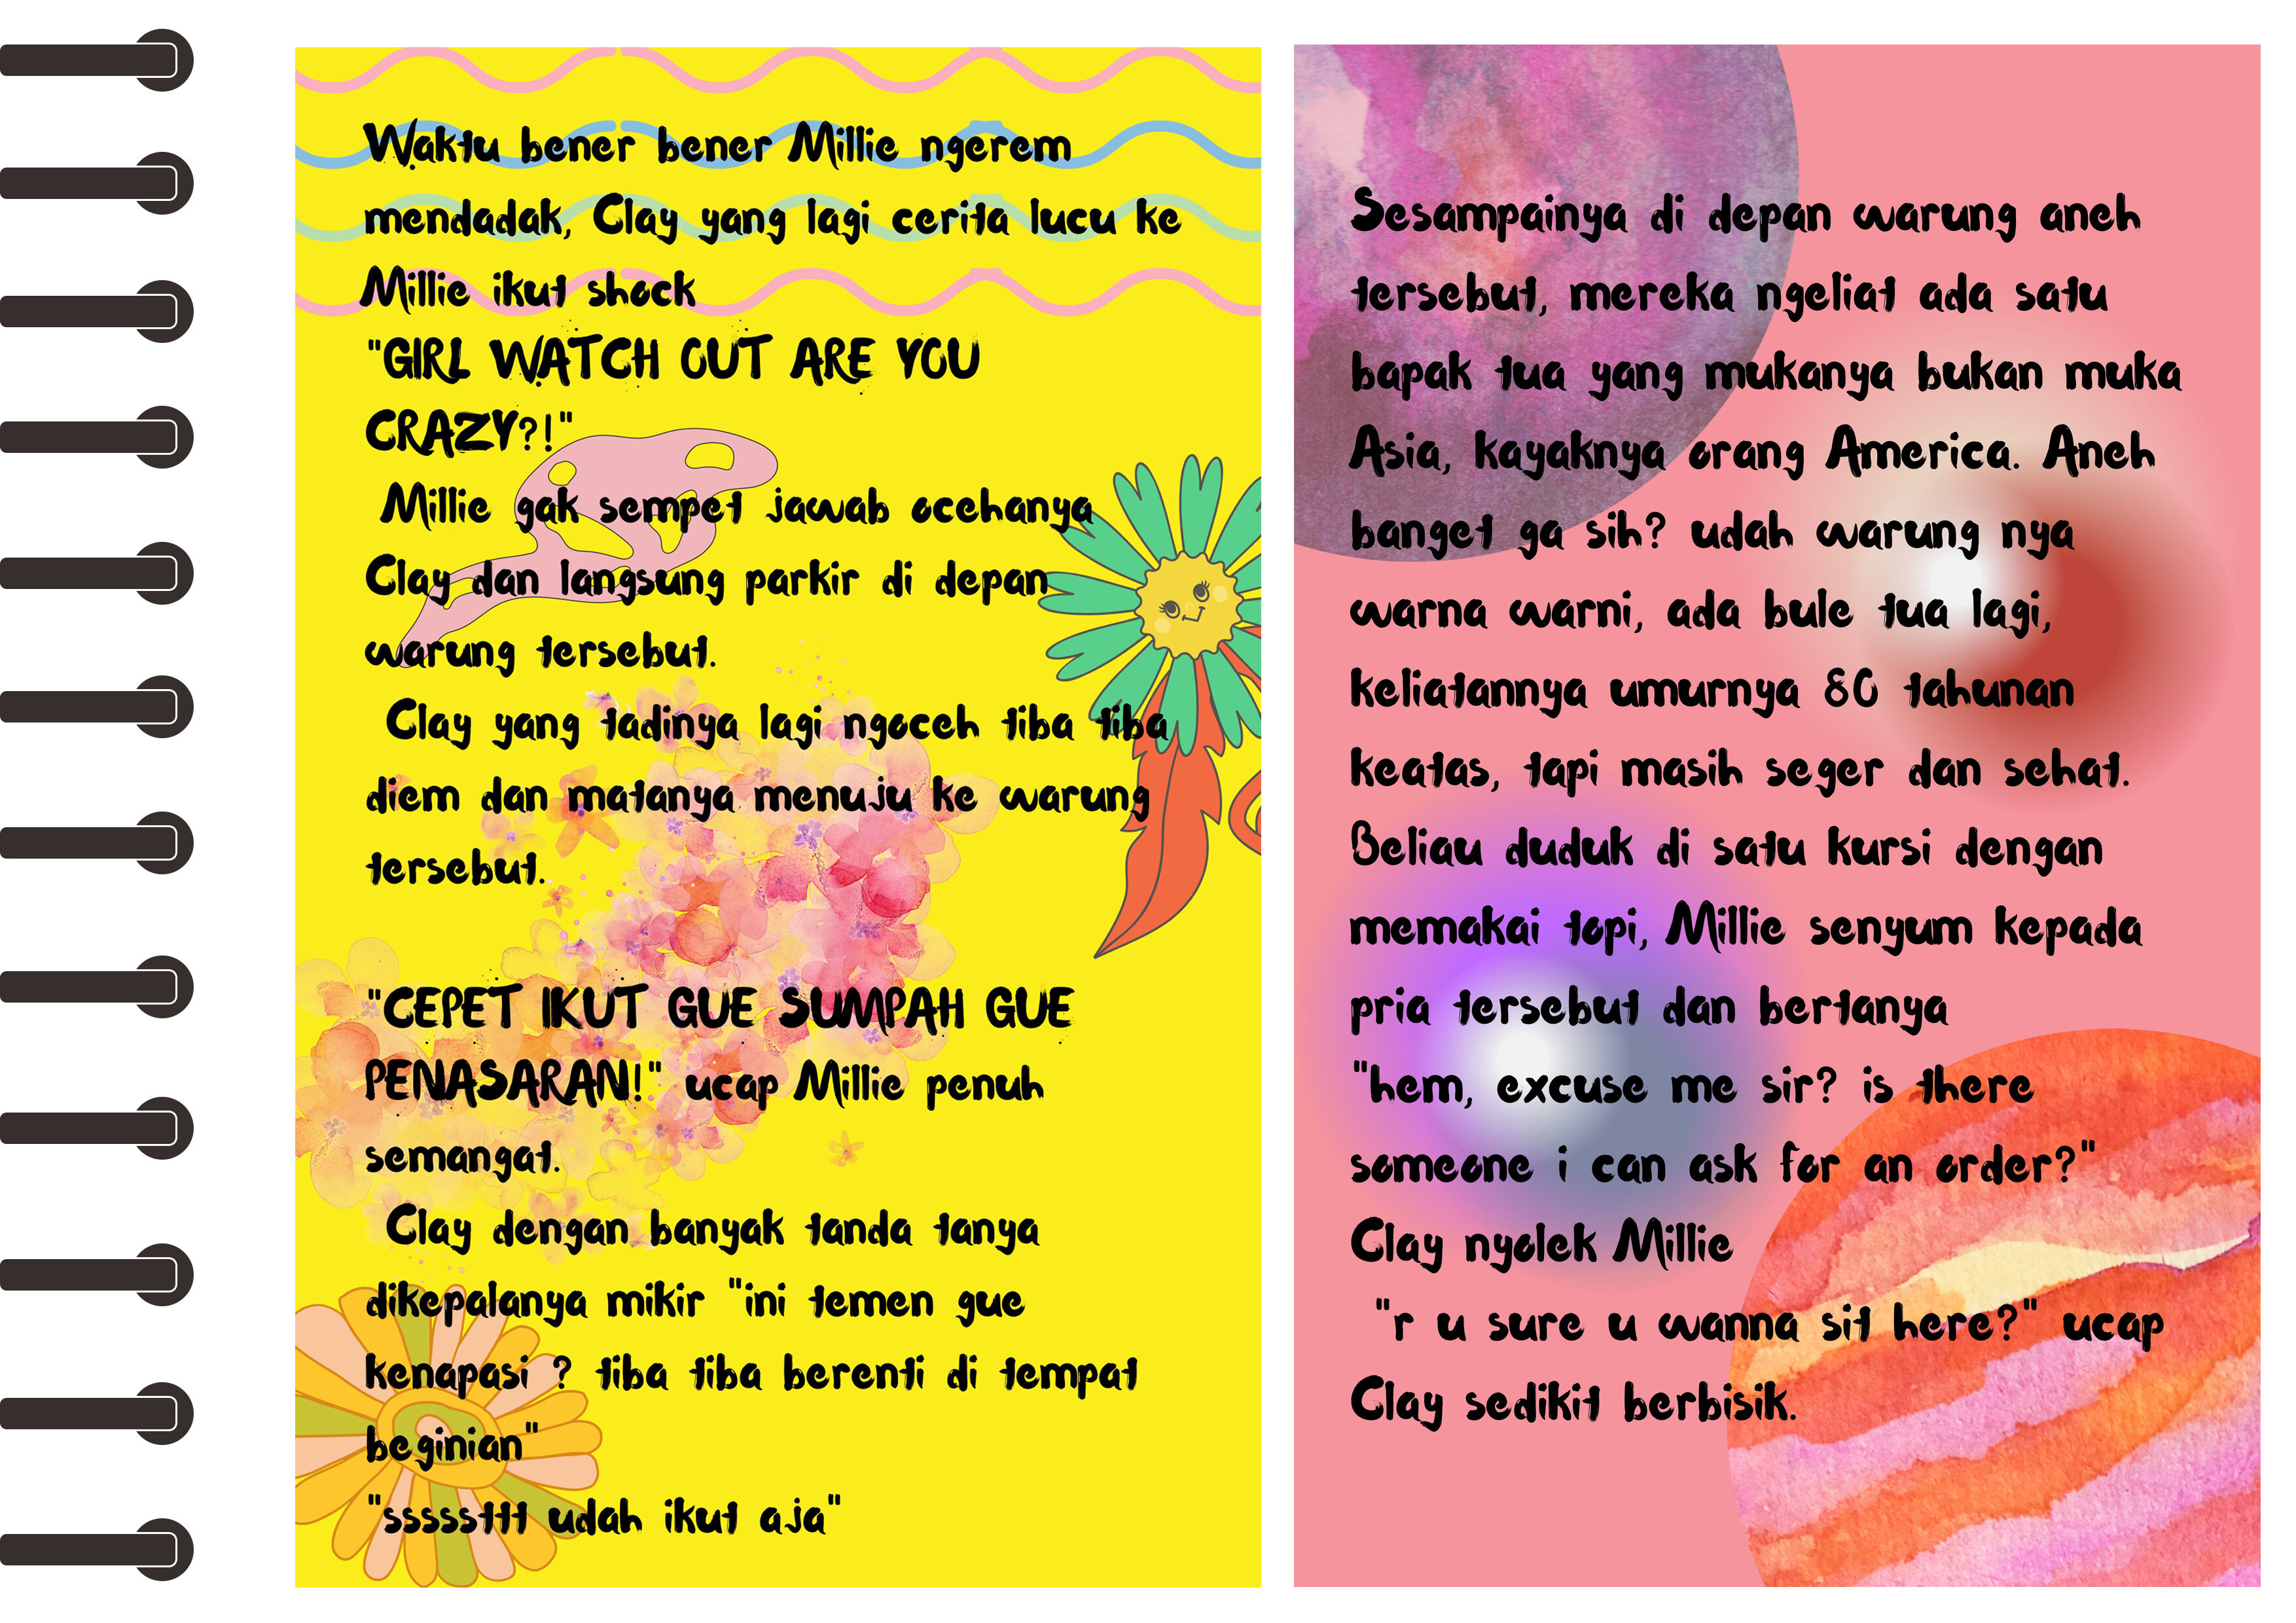 Waktu bener bener Millie ngerem
mendadak, Clay yang lagi cerita lucu ke
Millie ikut shock
"GIRL WATCH OUT ARE YOU
CRAZY?!"
Millie gak sempet jawab ocehanya
Clay dan langsung parkir di depan
warung tersebut.
Clay yang tadinya lagi ngoceh tiba tiba
diem dan matanya menuju ke warung
tersebut.
"CEPET IKUT GUE SUMPAH GUE
PENASARAN!" ucap Millie penuh
semangat.
Clay dengan banyak tanda tanya
dikepalanya mikir "ini temen gue
kenapasi ? tiba tiba berenti di tempat
beginian"
"ssssssttt udah ikut aja"
Sesampainya di depan warung aneh
tersebut, mereka ngeliat ada satu
bapak tua yang mukanya bukan muka
Asia, kayaknya orang America. Aneh
banget ga sih? udah warung nya
warna warni, ada bule tua lagi,
keliatannya umurnya 80 tahunan
keatas, tapi masih seger dan sehat.
Beliau duduk di satu kursi dengan
memakai topi, Millie senyum kepada
pria tersebut dan bertanya
"hem, excuse me sir? is there
someone i can ask for an order?"
Clay nyolek Millie
"r u sure u wanna sit here?" ucap
Clay sedikit berbisik.